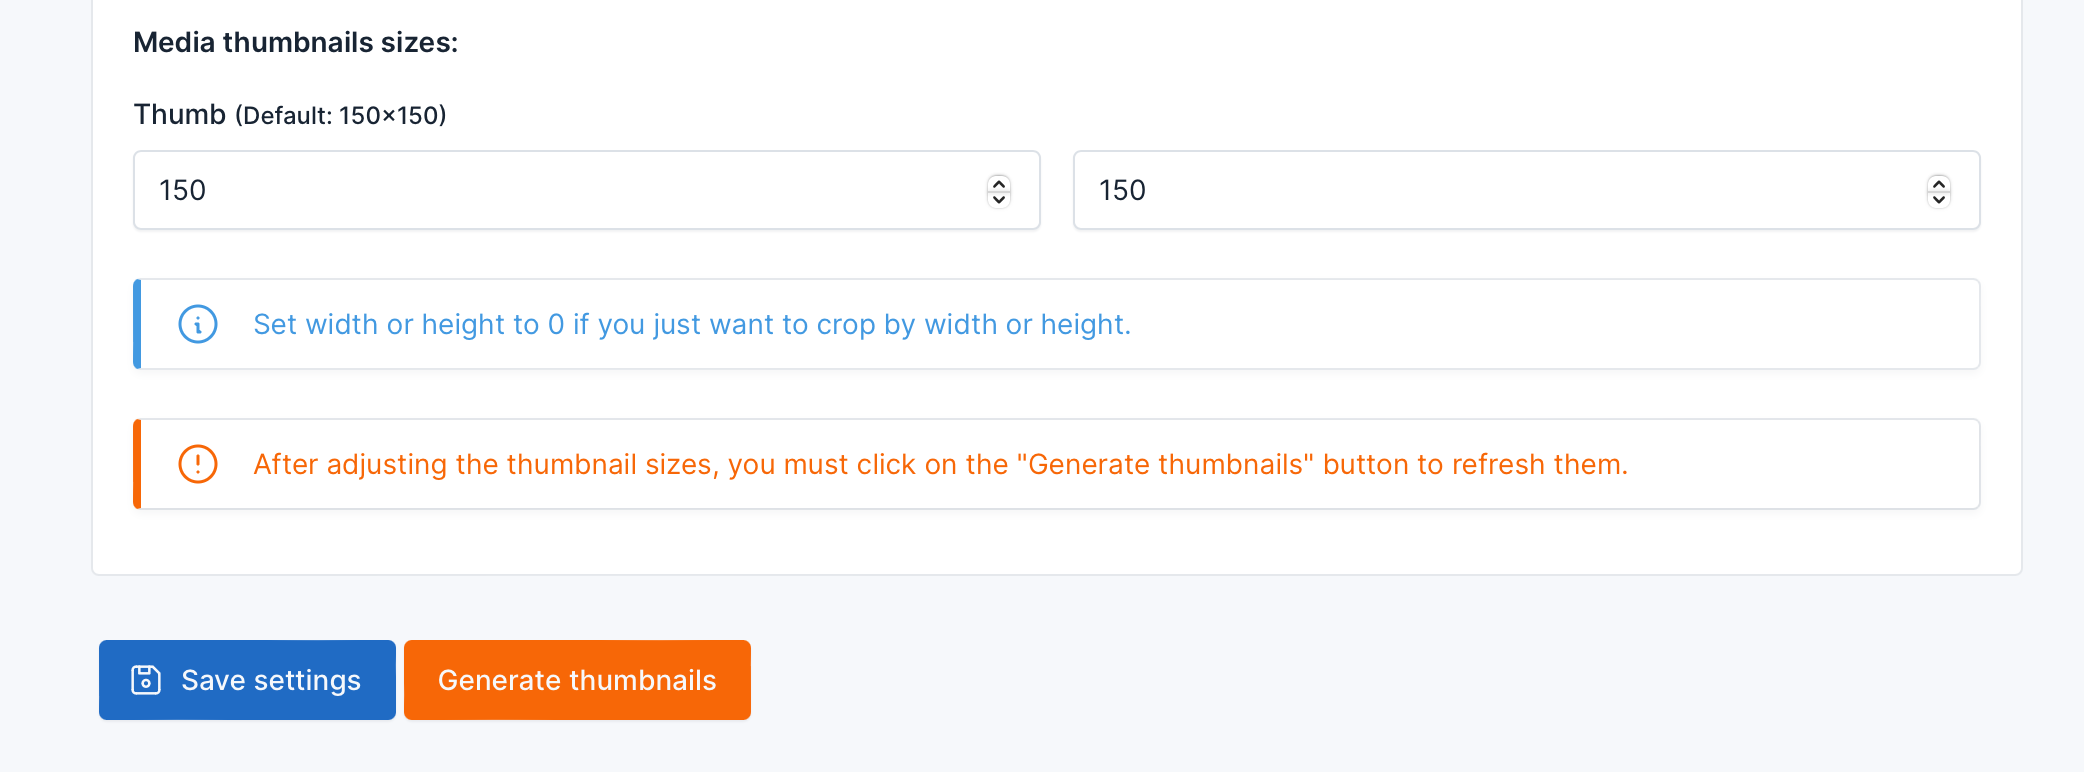 Media thumbnails sizes:
Thumb (Default: 150×150)
150
150
Set width or height to 0 if you just want to crop by width or height.
After adjusting the thumbnail sizes, you must click on the "Generate thumbnails" button to refresh them.
Save settings
Generate thumbnails